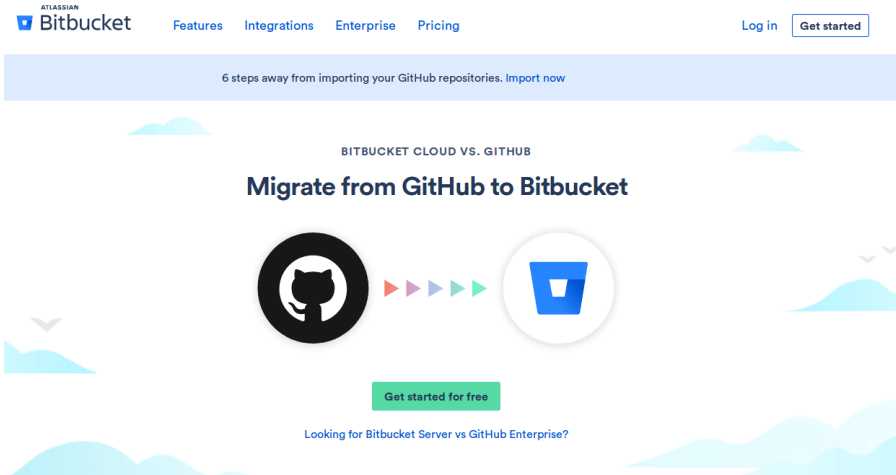 ATLASSIAN
Bitbucket
Features Integrations Enterprise Pricing Log in Get started
6 steps away from importing your GitHub repositories. Import now
BITBUCKET CLOUD VS. GITHUB
Migrate from GitHub to Bitbucket
Get started for free
Looking for Bitbucket Server vs GitHub Enterprise?